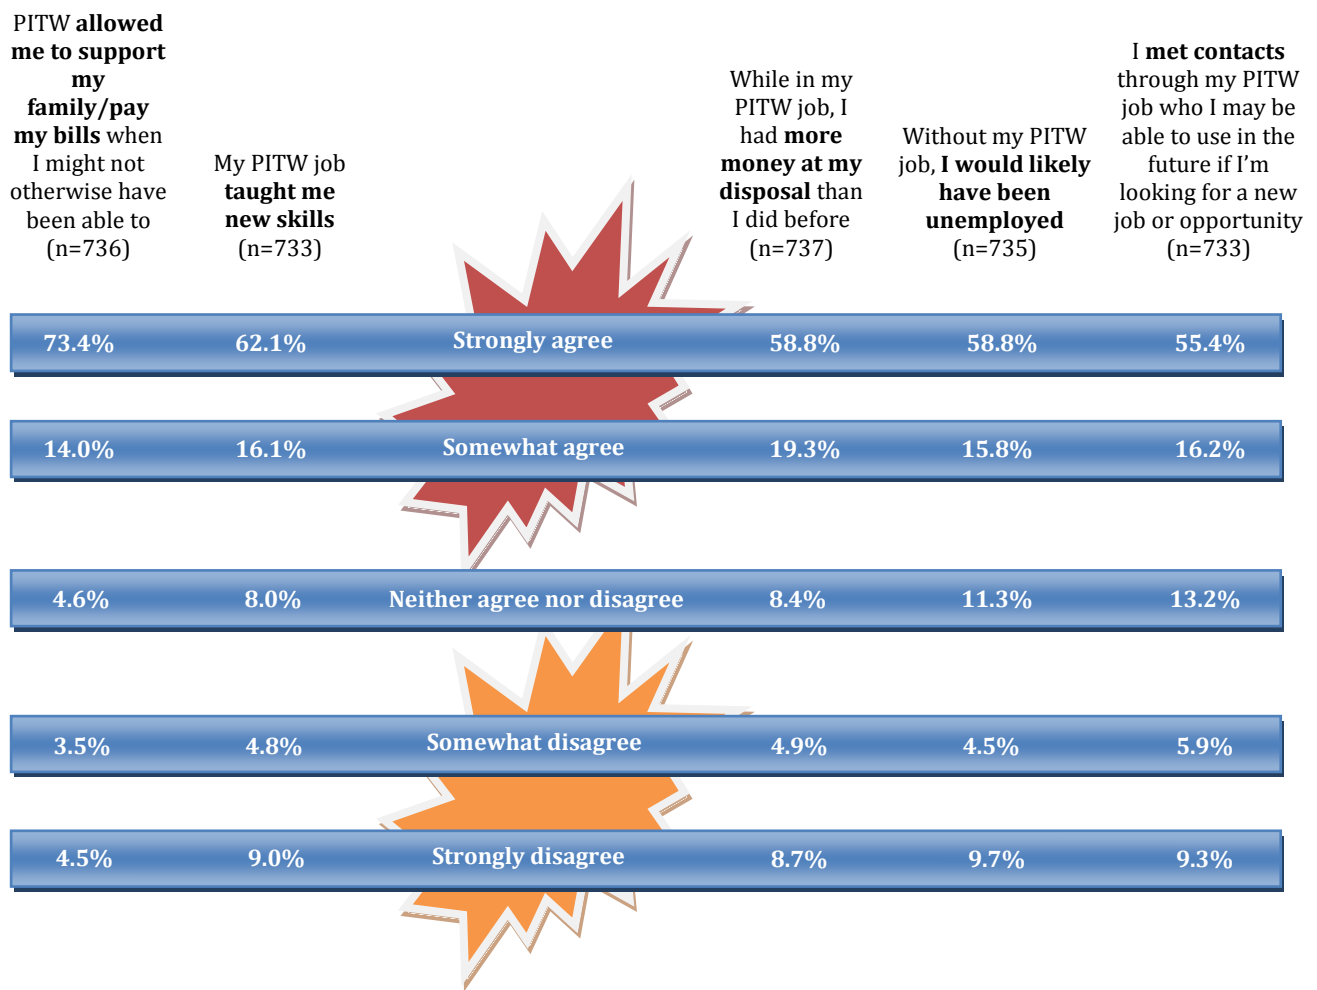 PITW allowed
me to support
my
family/pay
my bills when
I might not
otherwise have
been able to
(n=736)
My PITW job
taught me
new skills
(n=733)
While in my
PITW job, I
had more
money at my
disposal than
I did before
(n=737)
Without my PITW
job, I would likely
have been
unemployed
(n=735)
I met contacts
through my PITW
job who I may be
able to use in the
future if I’m
looking for a new
job or opportunity
(n=733)
73.4% 62.1% Strongly agree 58.8% 58.8% 55.4%
14.0% 16.1% Somewhat agree 19.3% 15.8% 16.2%
4.6% 8.0% Neither agree nor disagree 8.4% 11.3% 13.2%
3.5% 4.8% Somewhat disagree 4.9% 4.5% 5.9%
4.5% 9.0% Strongly disagree 8.7% 9.7% 9.3%